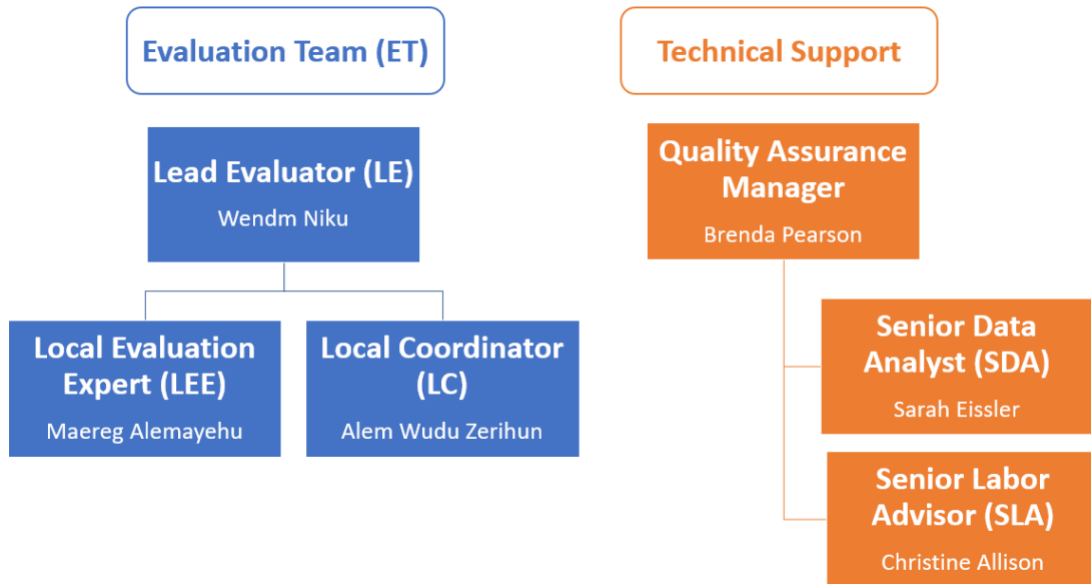 Evaluation Team (ET)
Technical Support
Lead Evaluator (LE)
Wendm Niku
Local Evaluation
Expert (LEE)
Maereg Alemayehu
Local Coordinator
(LC)
Alem Wudu Zerihun
Quality Assurance
Manager
Brenda Pearson
Senior Data
Analyst (SDA)
Sarah Eissler
Senior Labor
Advisor (SLA)
Christine Allison